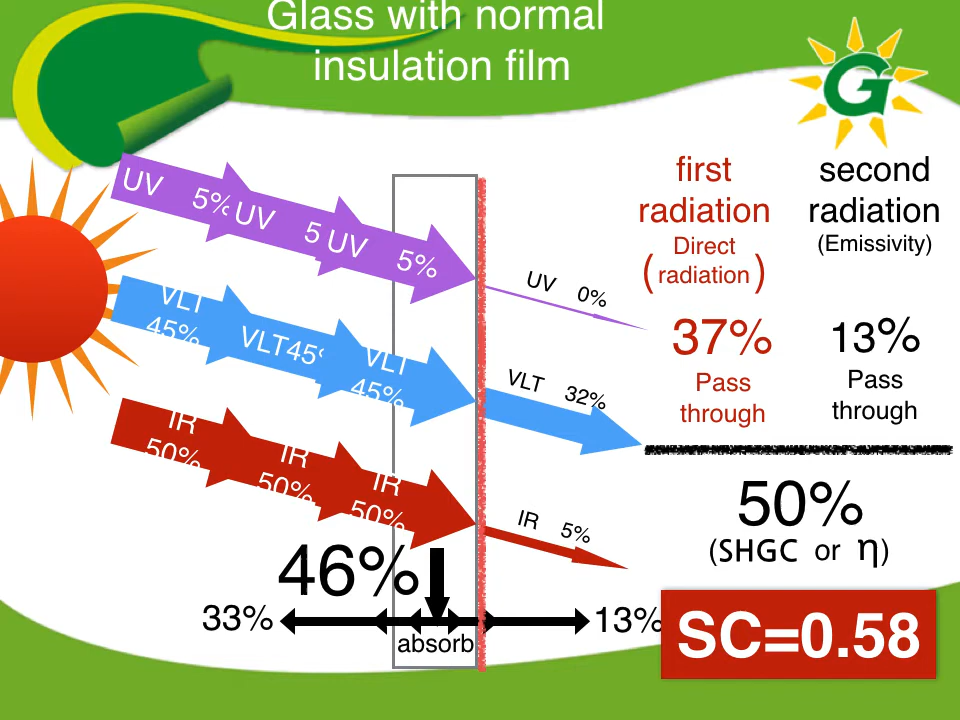 Glass with normal
insulation film
G
first
radiation
(Direct
radiation)
second
radiation
(Emissivity)
UV 5%
UV 5
UV 5%
UV 0%
VLT
45%
VLT45%
VLT
45%
VLT 32%
IR
50%
IR
50%
IR
50%
IR 5%
37%
Pass
through
13%
Pass
through
50%
(SHGC or η)
46%
33%
13%
absorb
SC=0.58